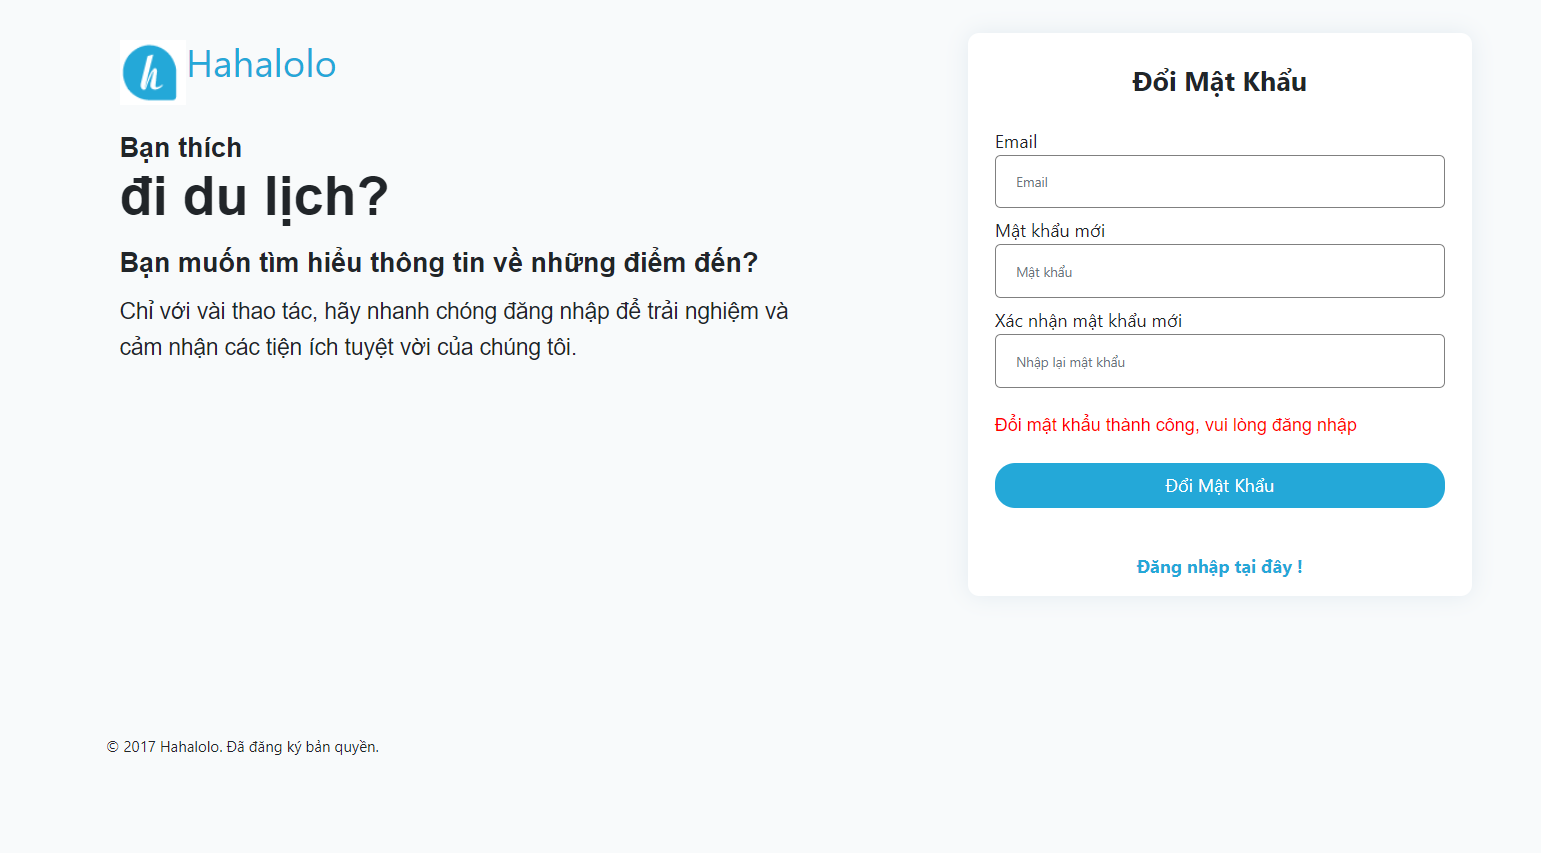 h
Hahalolo
Bạn thích
đi du lịch?
Bạn muốn tìm hiểu thông tin về những điểm đến?
Chỉ với vài thao tác, hãy nhanh chóng đăng nhập để trải nghiệm và
cảm nhận các tiện ích tuyệt vời của chúng tôi.
Đổi Mật Khẩu
Email
Email
Mật khẩu mới
Mật khẩu
Xác nhận mật khẩu mới
Nhập lại mật khẩu
Đổi mật khẩu thành công, vui lòng đăng nhập
Đổi Mật Khẩu
Đăng nhập tại đây !
© 2017 Hahalolo. Đã đăng ký bản quyền.